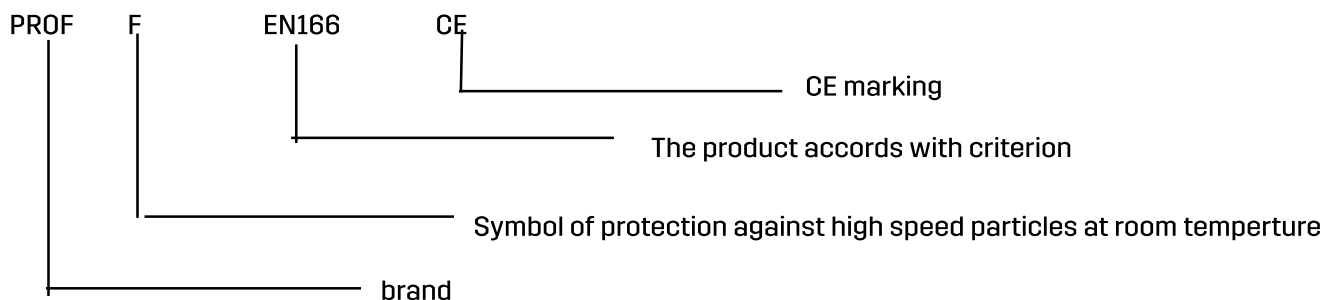 PROF F EN166 CE
CE marking
The product accords with criterion
Symbol of protection against high speed particles at room temperture
brand